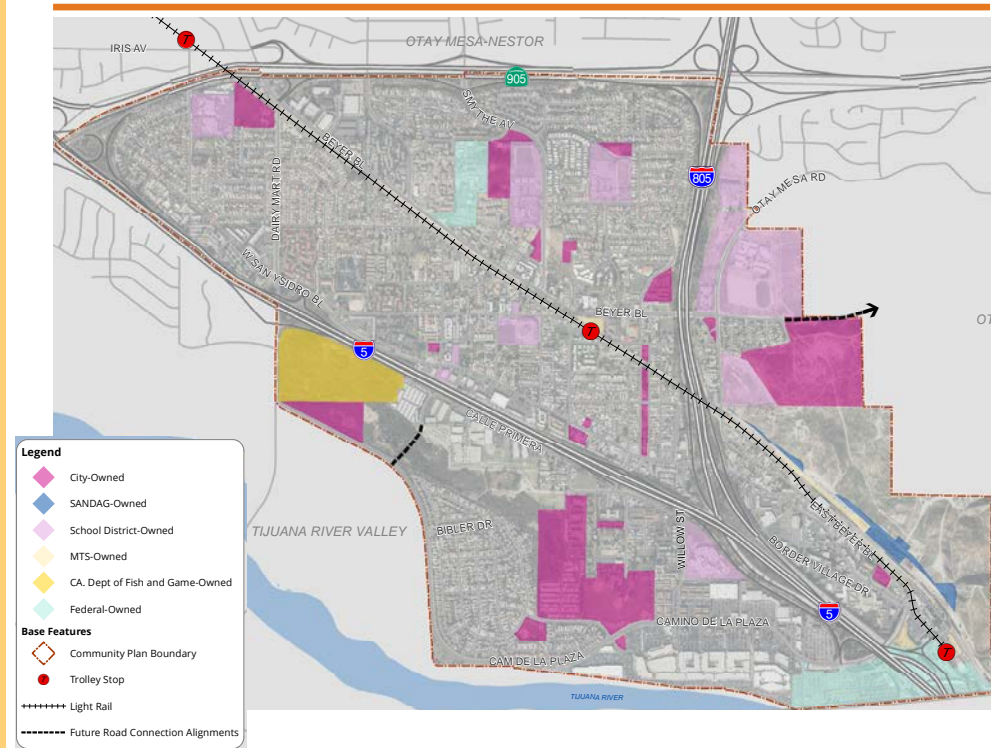 OTAY MESA-NESTOR
IRIS AV
905
SMYTHE AV
BEYER BL
805
DAIRY MART RD
OTAY MESA RD
W SAN YSIDRO BL
BEYER BL
OT
5
CALLE PRIMERA
Legend
City-Owned
SANDAG-Owned
School District-Owned
MTS-Owned
CA. Dept of Fish and Game-Owned
Federal-Owned
Base Features
Community Plan Boundary
T Trolley Stop
Light Rail
Future Road Connection Alignments
TIJUANA RIVER VALLEY
BIBLER DR
WILLOW ST
EAST BEYER BL
BORDER VILLAGE DR
5
CAMINO DE LA PLAZA
CAM DE LA PLAZA
TIJUANA RIVER
T
T
T